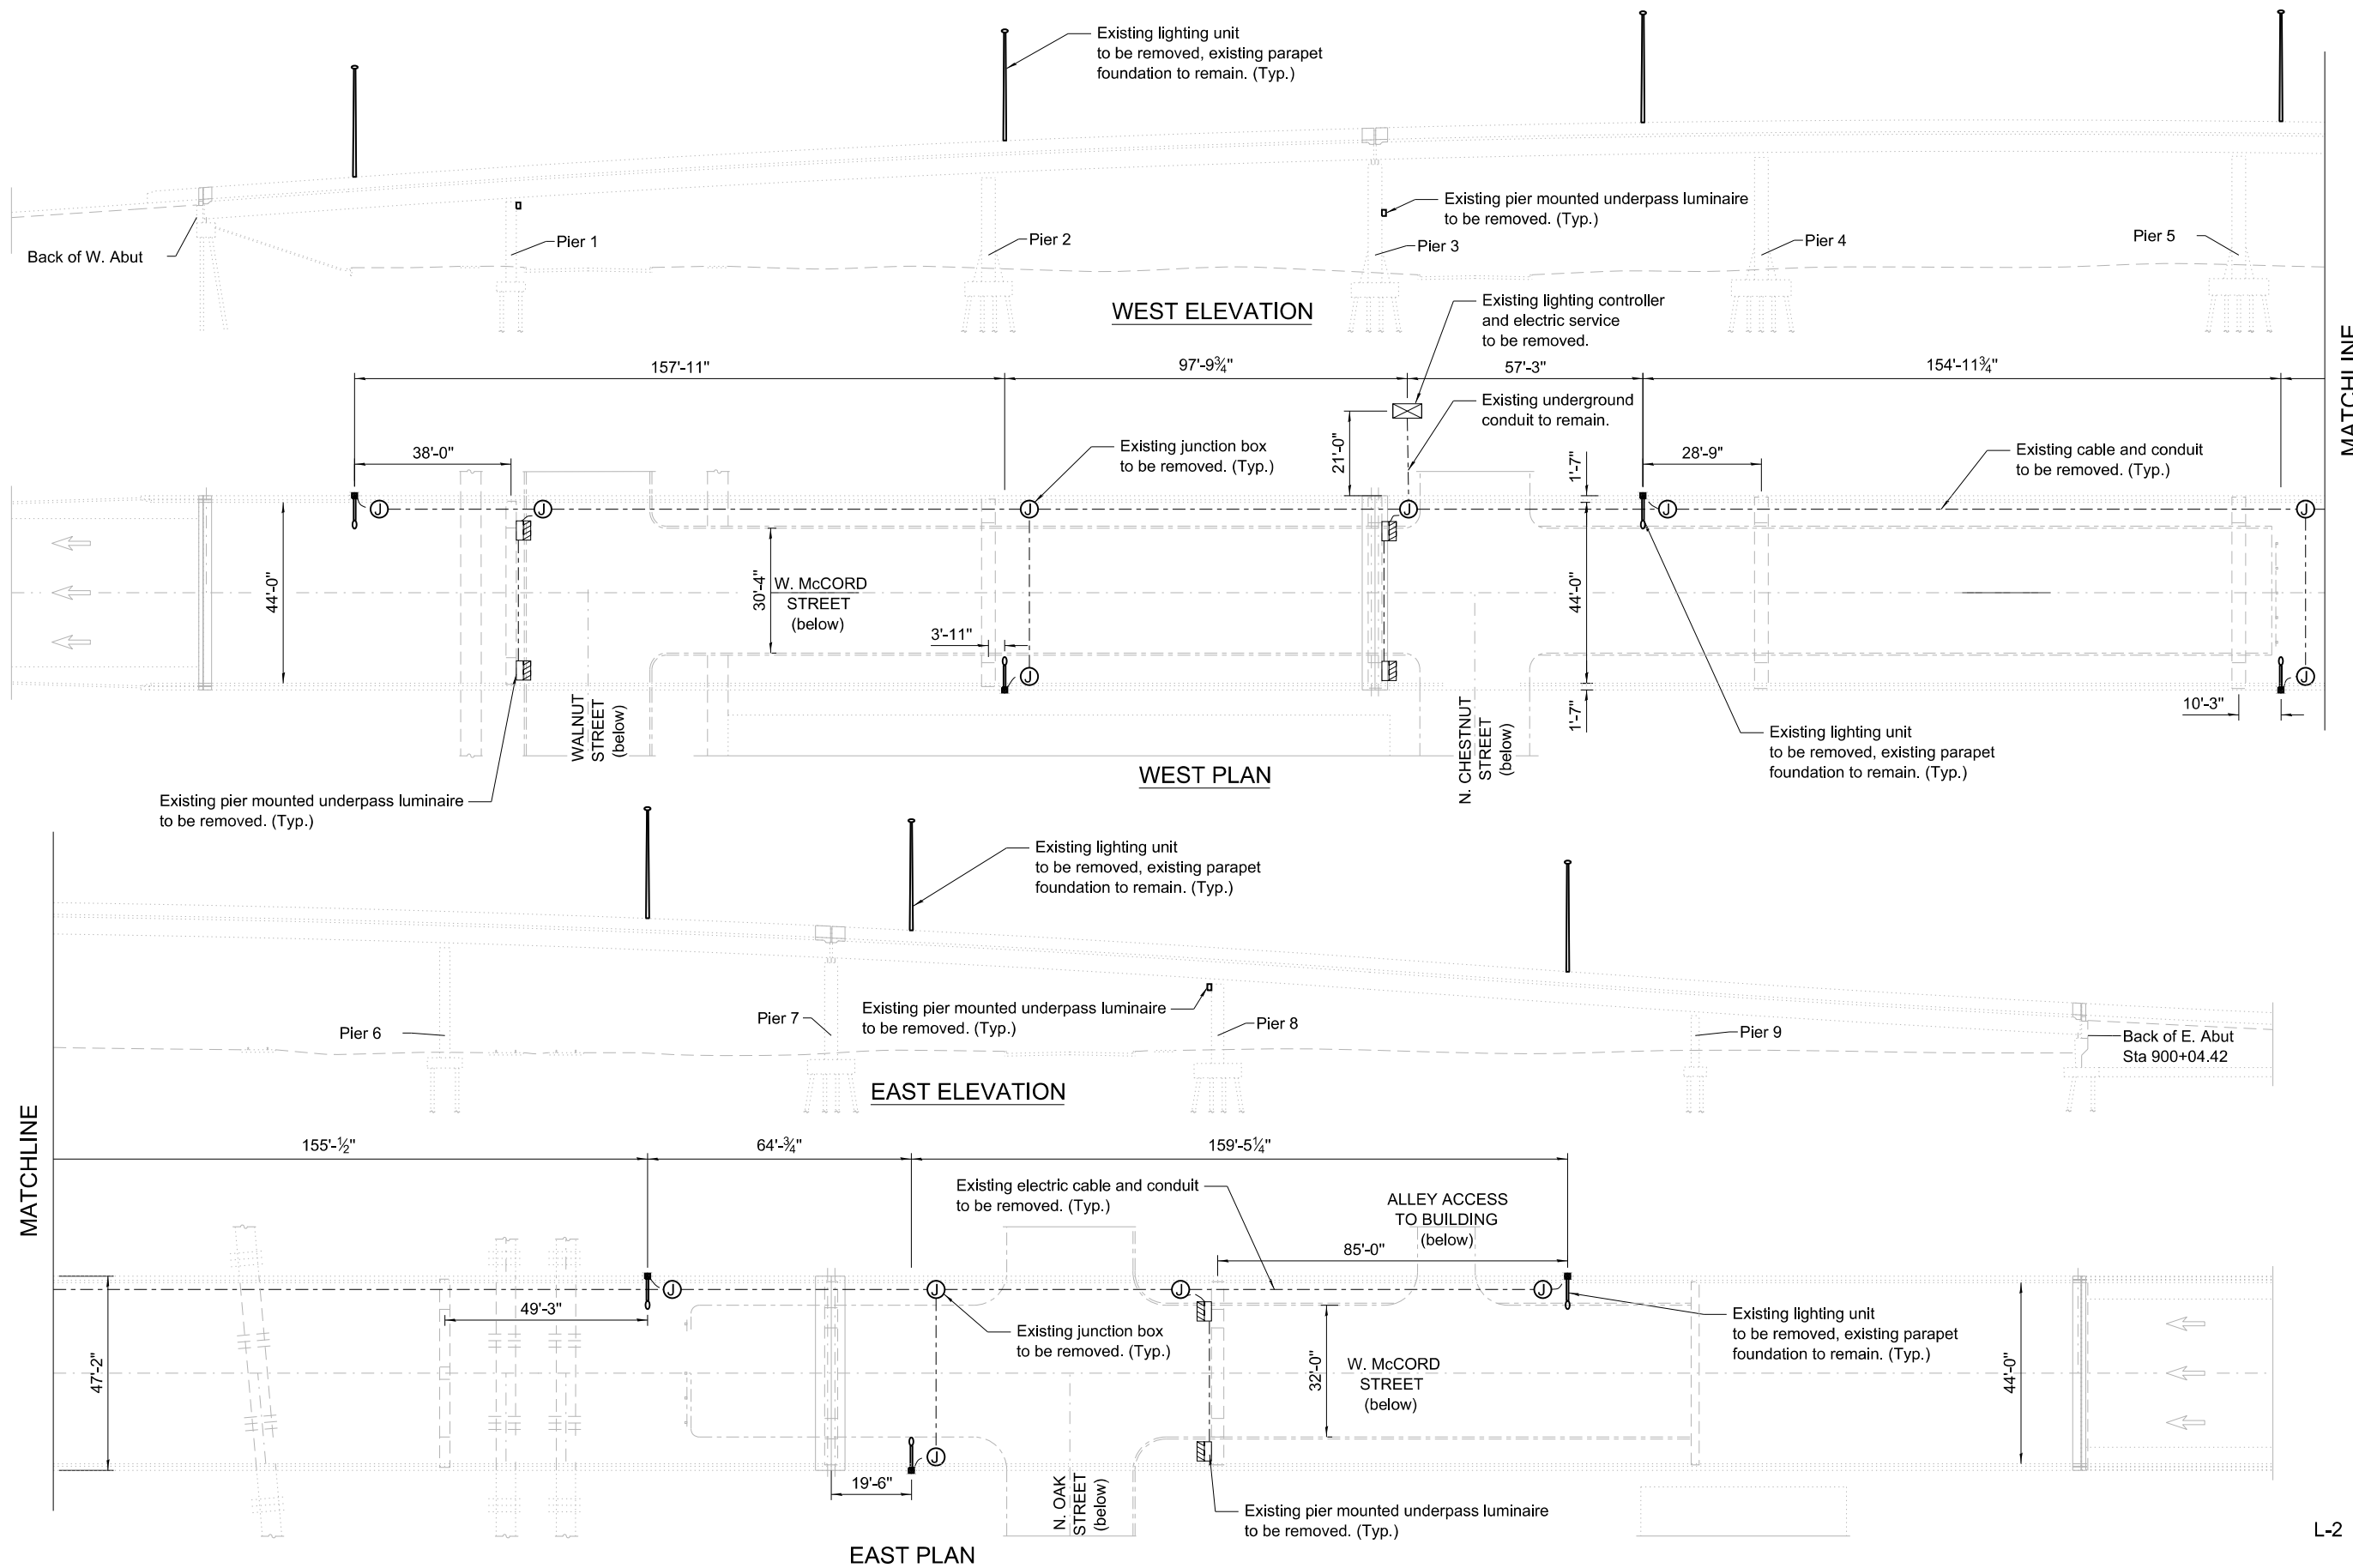 Existing lighting unit
to be removed, existing parapet
foundation to remain. (Typ.)
Existing pier mounted underpass luminaire
to be removed. (Typ.)
Back of W. Abut
Pier 1
Pier 2
Pier 3
Pier 4
Pier 5
WEST ELEVATION
Existing lighting controller
and electric service
to be removed.
MATCHLINE
157'-11"
97'-9¾"
57'-3"
154'-11¾"
Existing underground
conduit to remain.
38'-0"
Existing junction box
to be removed. (Typ.)
21'-0"
1'-7"
28'-9"
Existing cable and conduit
to be removed. (Typ.)
J
J
J
J
J
J
44'-0"
30'-4"
W. McCORD
STREET
(below)
44'-0"
3'-11"
J
J
WALNUT
STREET
(below)
N. CHESTNUT
STREET
(below)
1'-7"
10'-3"
Existing lighting unit
to be removed, existing parapet
foundation to remain. (Typ.)
WEST PLAN
Existing pier mounted underpass luminaire
to be removed. (Typ.)
Existing lighting unit
to be removed, existing parapet
foundation to remain. (Typ.)
Existing pier mounted underpass luminaire
to be removed. (Typ.)
Pier 6
Pier 7
Pier 8
Pier 9
Back of E. Abut
Sta 900+04.42
EAST ELEVATION
MATCHLINE
155'-½"
64'-¾"
159'-5¼"
Existing electric cable and conduit
to be removed. (Typ.)
ALLEY ACCESS
TO BUILDING
(below)
85'-0"
J
J
J
J
49'-3"
Existing junction box
to be removed. (Typ.)
Existing lighting unit
to be removed, existing parapet
foundation to remain. (Typ.)
47'-2"
32'-0"
W. McCORD
STREET
(below)
44'-0"
J
19'-6"
N. OAK
STREET
(below)
Existing pier mounted underpass luminaire
to be removed. (Typ.)
EAST PLAN
L-2